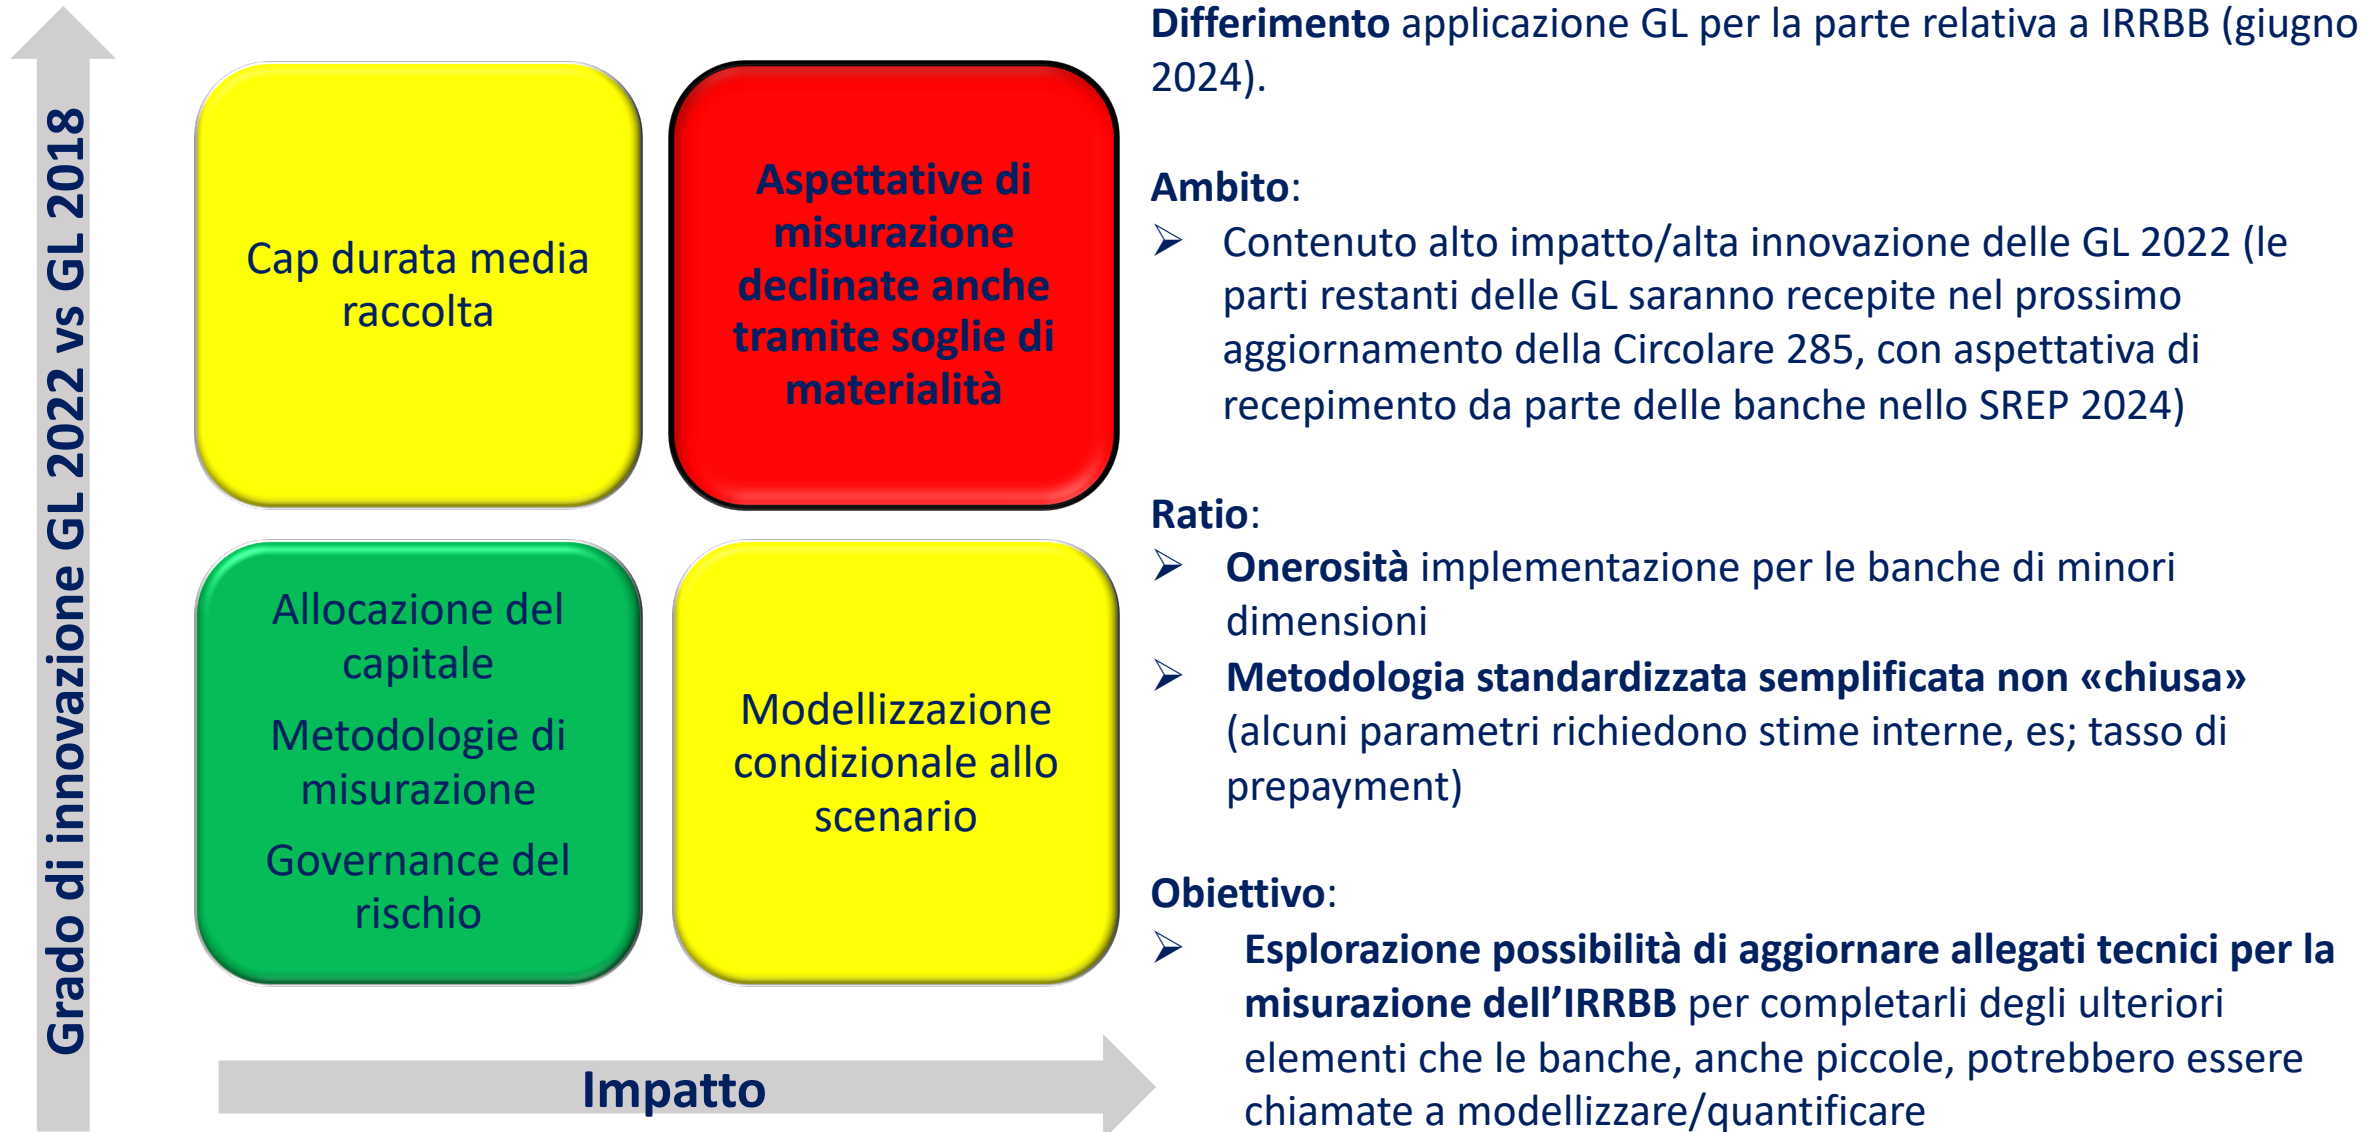 Grado di innovazione GL 2022 vs GL 2018
Cap durata media
raccolta
Aspettative di
misurazione
declinate anche
tramite soglie di
materialità
Allocazione del
capitale
Metodologie di
misurazione
Governance del
rischio
Modellizzazione
condizionale allo
scenario
Impatto
Differimento applicazione GL per la parte relativa a IRRBB (giugno
2024).
Ambito:
➢ Contenuto alto impatto/alta innovazione delle GL 2022 (le
parti restanti delle GL saranno recepite nel prossimo
aggiornamento della Circolare 285, con aspettativa di
recepimento da parte delle banche nello SREP 2024)
Ratio:
➢ Onerosità implementazione per le banche di minori
dimensioni
➢ Metodologia standardizzata semplificata non «chiusa»
(alcuni parametri richiedono stime interne, es; tasso di
prepayment)
Obiettivo:
➢ Esplorazione possibilità di aggiornare allegati tecnici per la
misurazione dell’IRRBB per completarli degli ulteriori
elementi che le banche, anche piccole, potrebbero essere
chiamate a modellizzare/quantificare